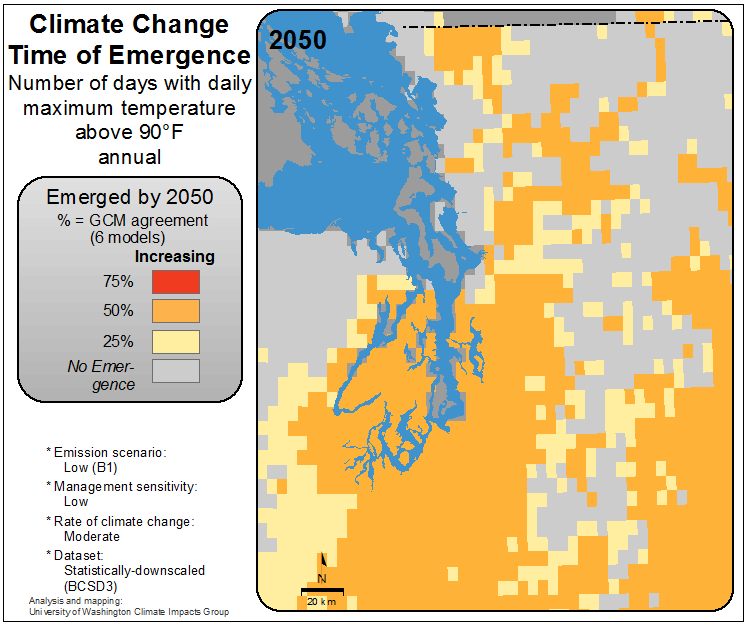 Climate Change
Time of Emergence
Number of days with daily
maximum temperature
above 90°F
annual
2050
Emerged by 2050
% = GCM agreement
(6 models)
Increasing
75%
50%
25%
No Emer-
gence
* Emission scenario:
Low (B1)
* Management sensitivity:
Low
* Rate of climate change:
Moderate
* Dataset:
Statistically-downscaled
(BCSD3)
Analysis and mapping:
University of Washington Climate Impacts Group
N
20 km